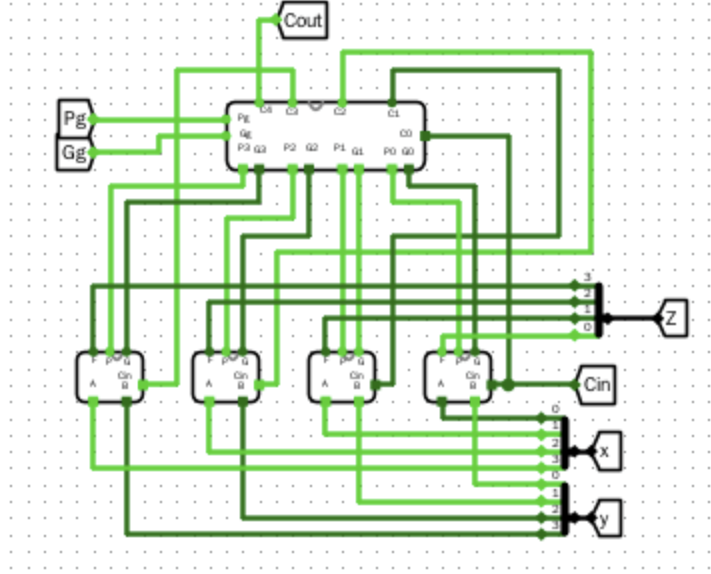 Cout
Pg
Gg
C4 C3 C2 C1
Pg
Gg
C0
P3 G3 P2 G2 P1 G1 P0 G0
3
2
1
0
Z
F P G
Cin
A B
F P G
Cin
A B
F P G
Cin
A B
F P G
Cin
A B
Cin
0
1
2
3
x
0
1
2
3
y